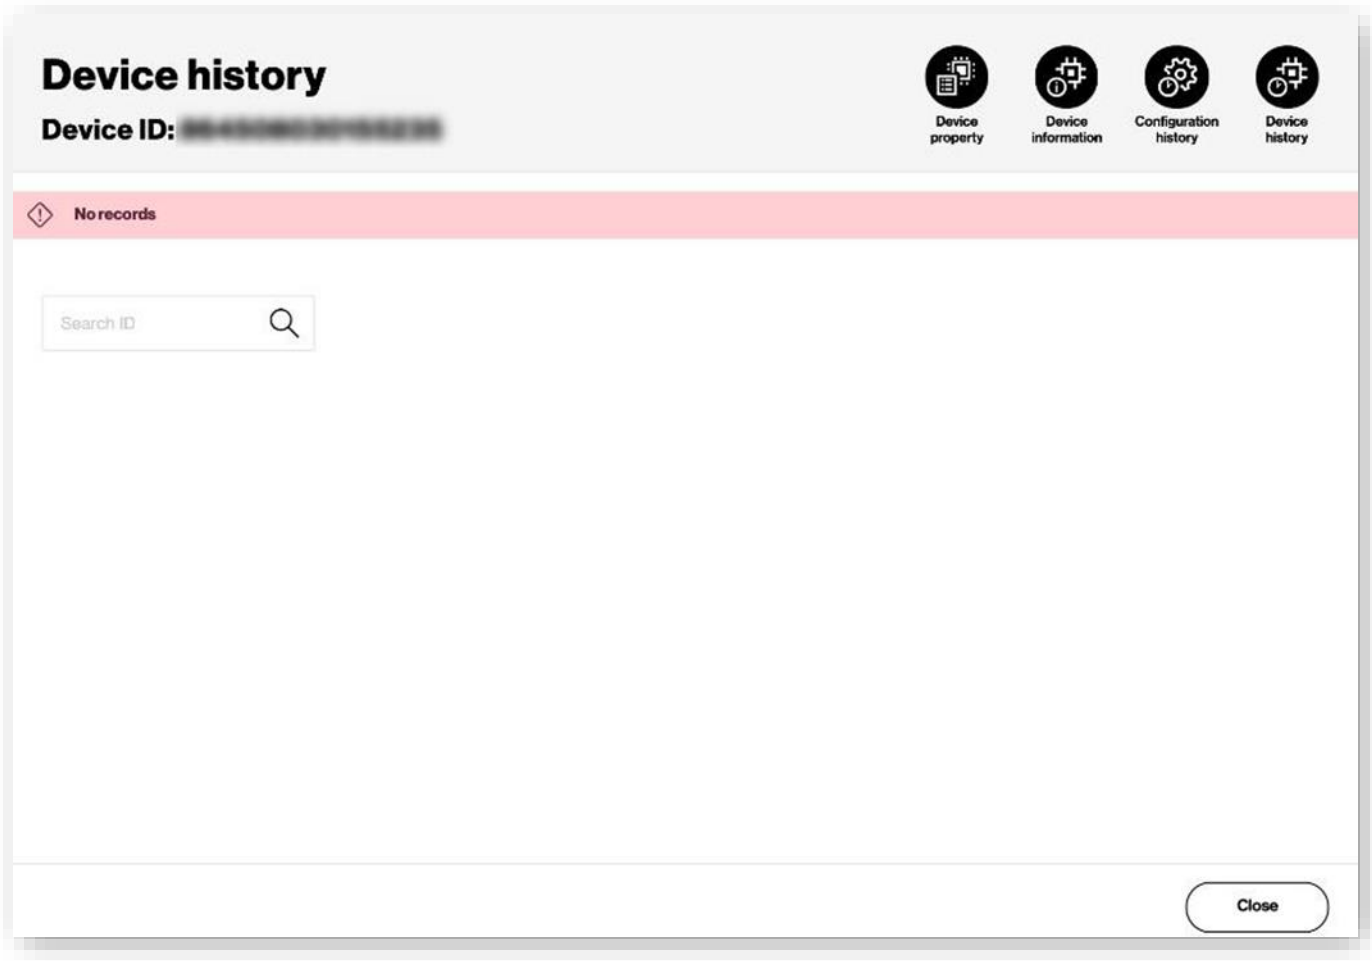 Device history
Device ID:
Device
property
Device
information
Configuration
history
Device
history
No records
Search ID
Close